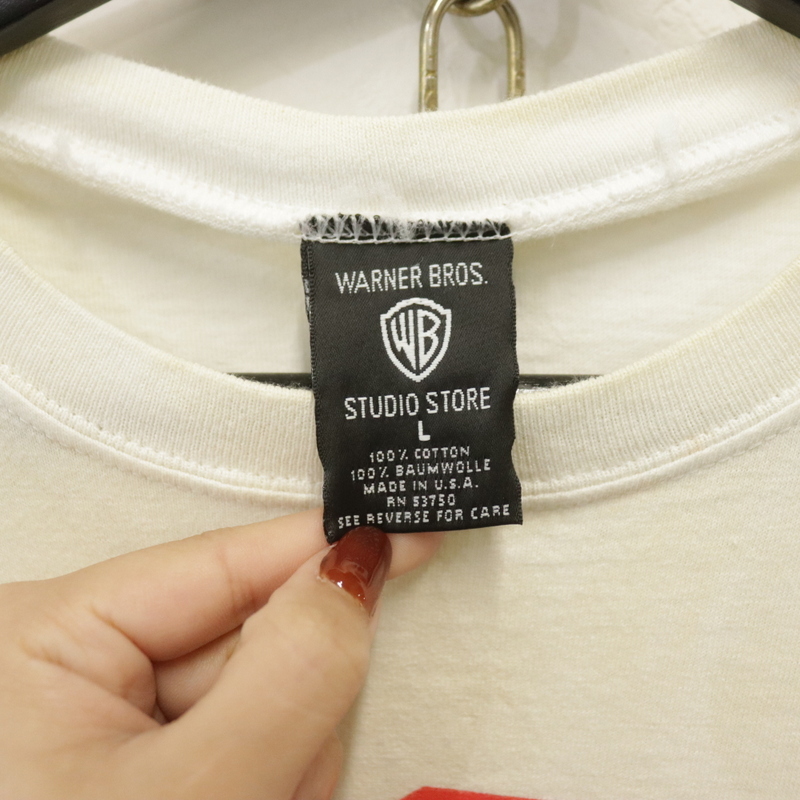 WARNER BROS.
WB
STUDIO STORE
L
100% COTTON
100% BAUMWOLLE
MADE IN U.S.A.
RN 53750
SEE REVERSE FOR CARE